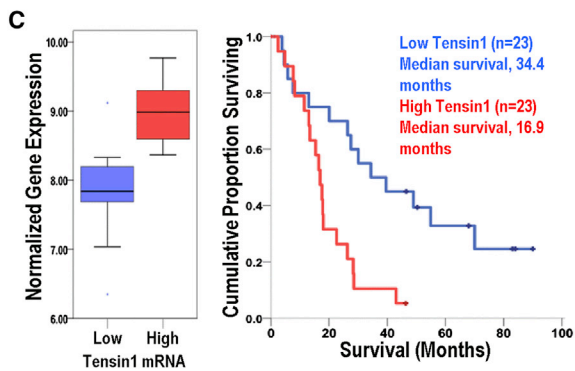 C
Normalized Gene Expression
10.00
9.00
8.00
7.00
6.00
Low High
Tensin1 mRNA
Cumulative Proportion Surviving
1.0
0.8
0.6
0.4
0.2
0.0
Low Tensin1 (n=23)
Median survival, 34.4
months
High Tensin1 (n=23)
Median survival, 16.9
months
0 20 40 60 80 100
Survival (Months)